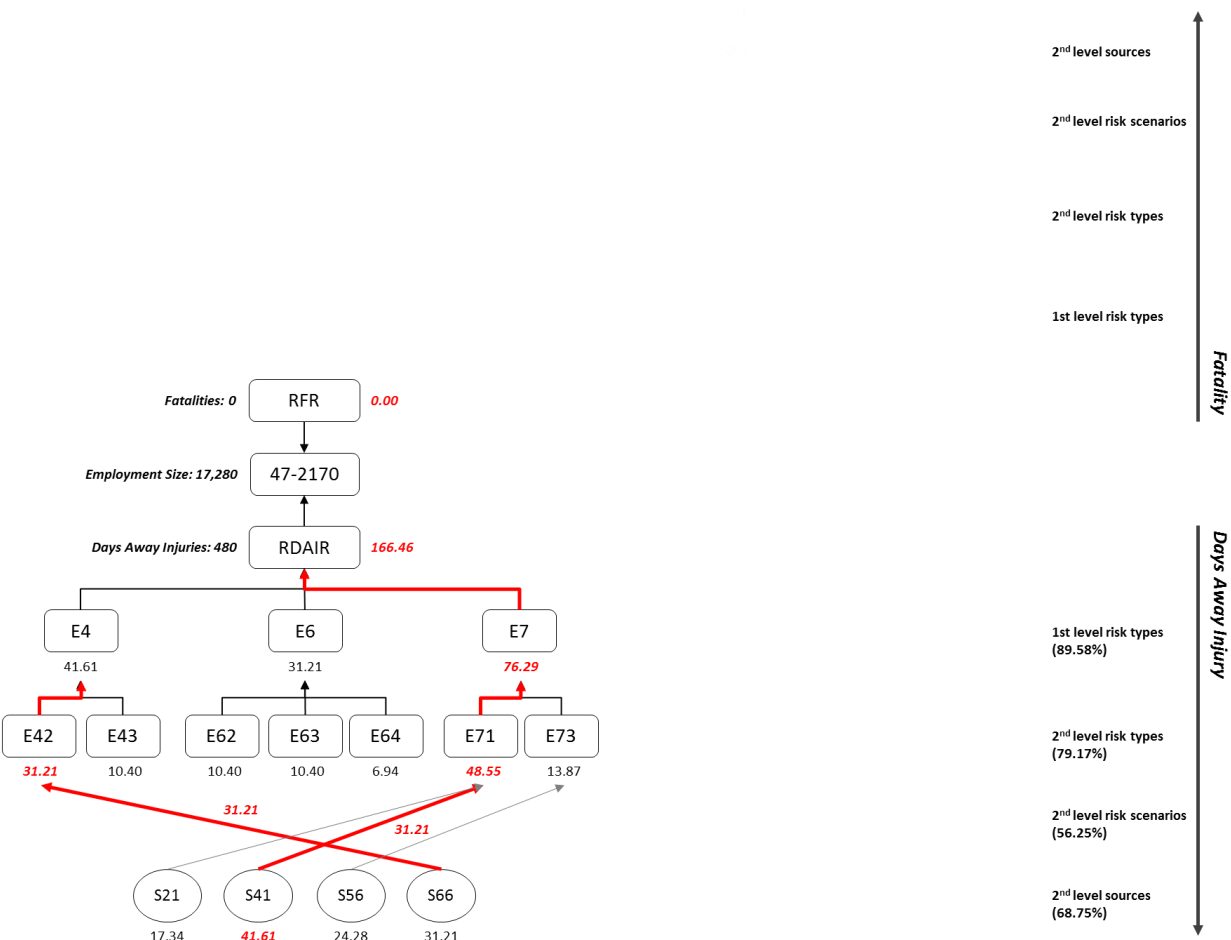 2nd level sources
2nd level risk scenarios
2nd level risk types
1st level risk types
Fatality
Fatalities: 0
RFR
0.00
Employment Size: 17,280
47-2170
Days Away Injuries: 480
RDAIR
166.46
Days Away Injury
E4
E6
E7
1st level risk types
(89.58%)
41.61
31.21
76.29
E42
E43
E62
E63
E64
E71
E73
2nd level risk types
(79.17%)
31.21
10.40
10.40
10.40
6.94
48.55
13.87
31.21
31.21
2nd level risk scenarios
(56.25%)
S21
S41
S56
S66
2nd level sources
(68.75%)
17.34
41.61
24.28
31.21